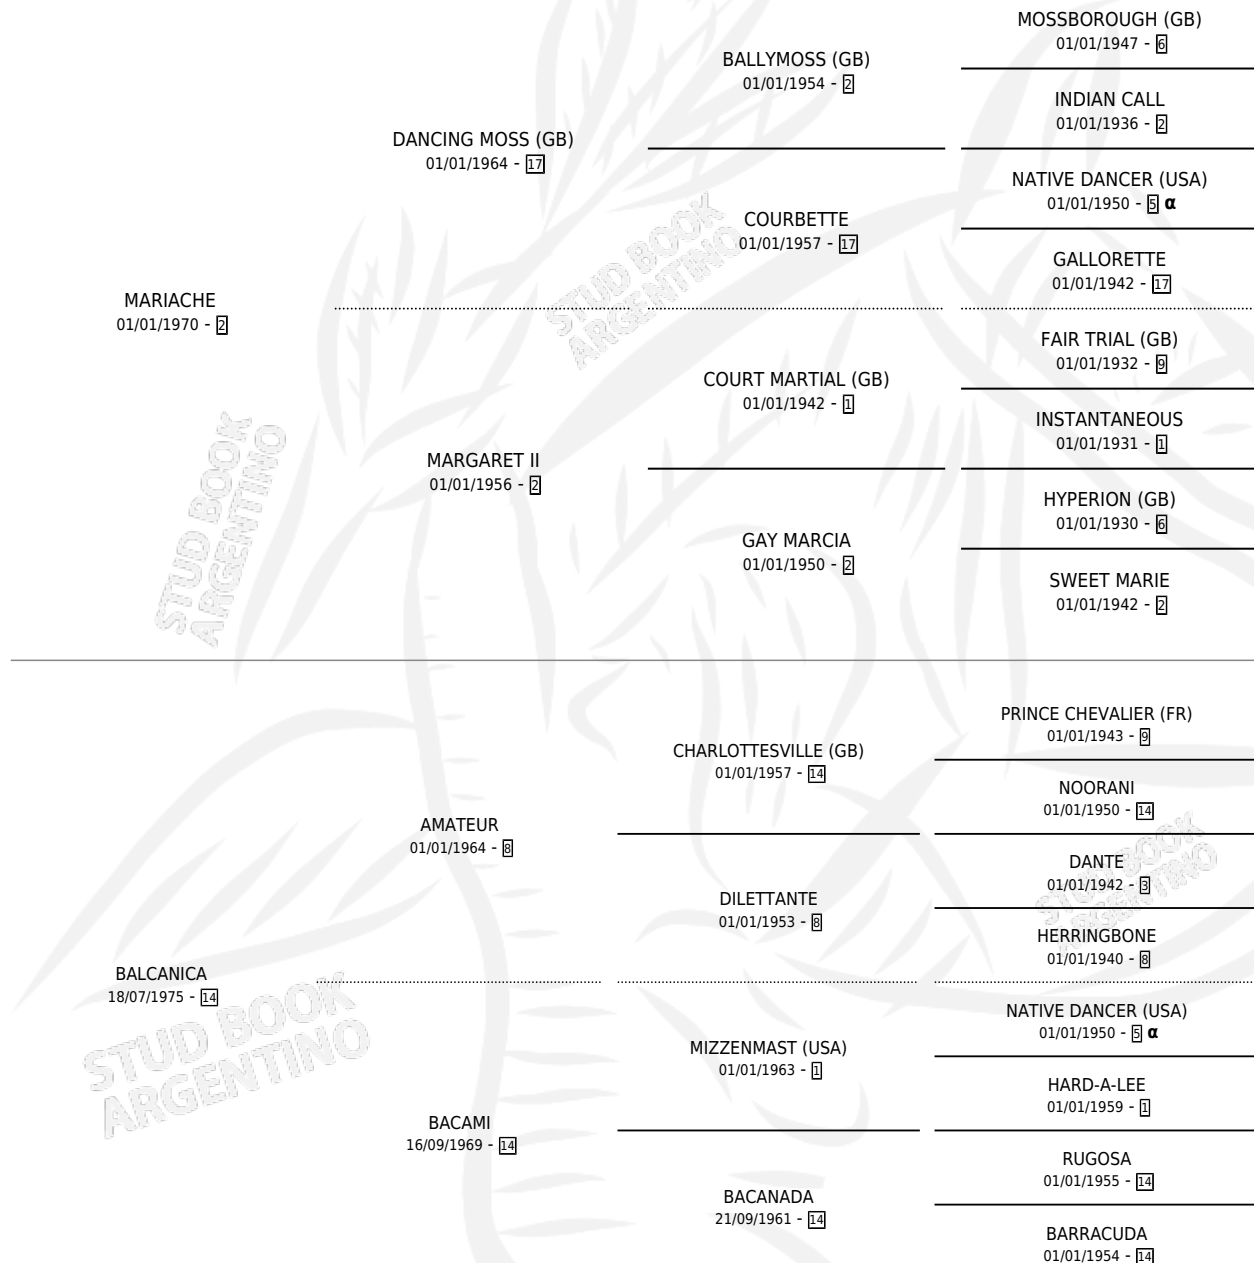 MOSSBOROUGH (GB)
01/01/1947 - 6
BALLYMOSS (GB)
01/01/1954 - 2
INDIAN CALL
01/01/1936 - 2
DANCING MOSS (GB)
01/01/1964 - 17
NATIVE DANCER (USA)
01/01/1950 - 5 α
COURBETTE
01/01/1957 - 17
GALLORETTE
01/01/1942 - 17
MARIACHE
01/01/1970 - 2
FAIR TRIAL (GB)
01/01/1932 - 9
COURT MARTIAL (GB)
01/01/1942 - 1
INSTANTANEOUS
01/01/1931 - 1
MARGARET II
01/01/1956 - 2
HYPERION (GB)
01/01/1930 - 6
GAY MARCIA
01/01/1950 - 2
SWEET MARIE
01/01/1942 - 2
PRINCE CHEVALIER (FR)
01/01/1943 - 9
CHARLOTTESVILLE (GB)
01/01/1957 - 14
NOORANI
01/01/1950 - 14
AMATEUR
01/01/1964 - 8
DANTE
01/01/1942 - 3
DILETTANTE
01/01/1953 - 8
HERRINGBONE
01/01/1940 - 8
BALCANICA
18/07/1975 - 14
NATIVE DANCER (USA)
01/01/1950 - 5 α
MIZZENMAST (USA)
01/01/1963 - 1
HARD-A-LEE
01/01/1959 - 1
BACAMI
16/09/1969 - 14
RUGOSA
01/01/1955 - 14
BACANADA
21/09/1961 - 14
BARRACUDA
01/01/1954 - 14
STUD BOOK
ARGENTINO
STUD BOOK
ARGENTINO
STUD BOOK
ARGENTINO
STUD BOOK
ARGENTINO